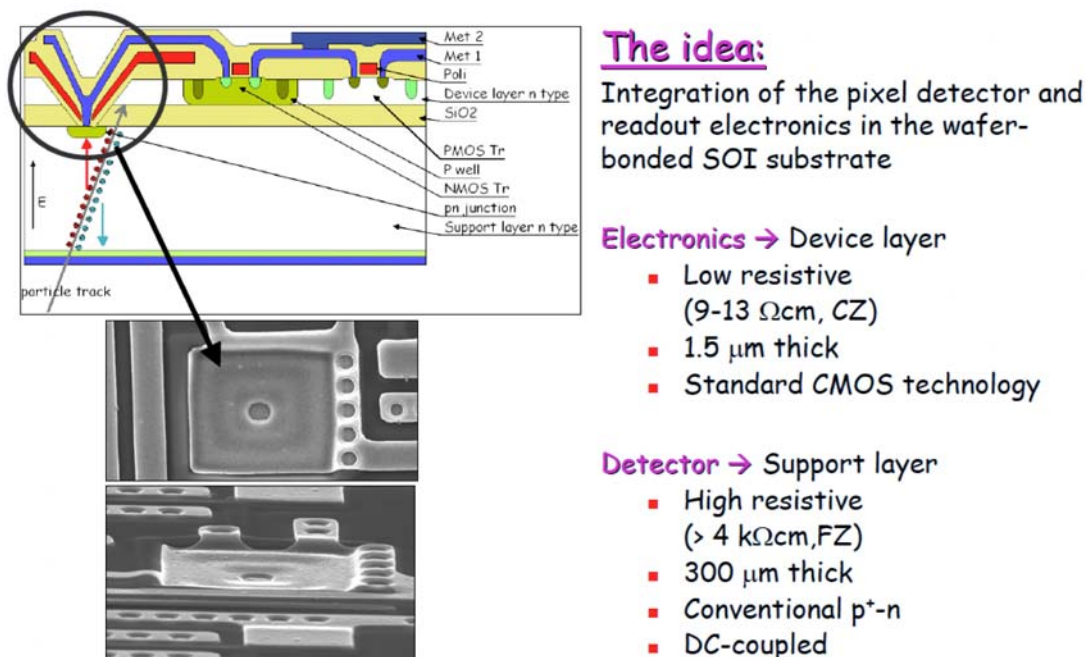 Met 2
Met 1
Poli
Device layer n type
SiO2
PMOS Tr
P well
NMOS Tr
pn junction
Support layer n type
E
particle track
The idea:
Integration of the pixel detector and
readout electronics in the wafer-
bonded SOI substrate
Electronics → Device layer
▪ Low resistive
(9-13 Ωcm, CZ)
▪ 1.5 μm thick
▪ Standard CMOS technology
Detector → Support layer
▪ High resistive
(> 4 kΩcm,FZ)
▪ 300 μm thick
▪ Conventional p⁺-n
▪ DC-coupled